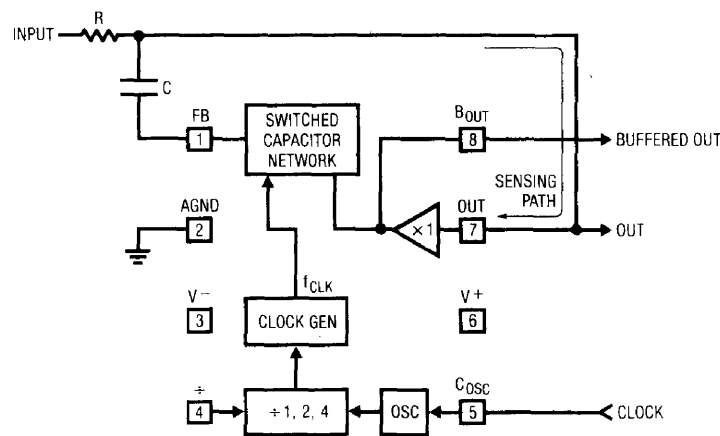 R
INPUT
C
FB
1
SWITCHED
CAPACITOR
NETWORK
BOUT
8
BUFFERED OUT
SENSING
PATH
AGND
2
OUT
×1
7
OUT
fCLK
V−
3
CLOCK GEN
V+
6
÷
4
÷ 1, 2, 4
OSC
COSC
5
CLOCK